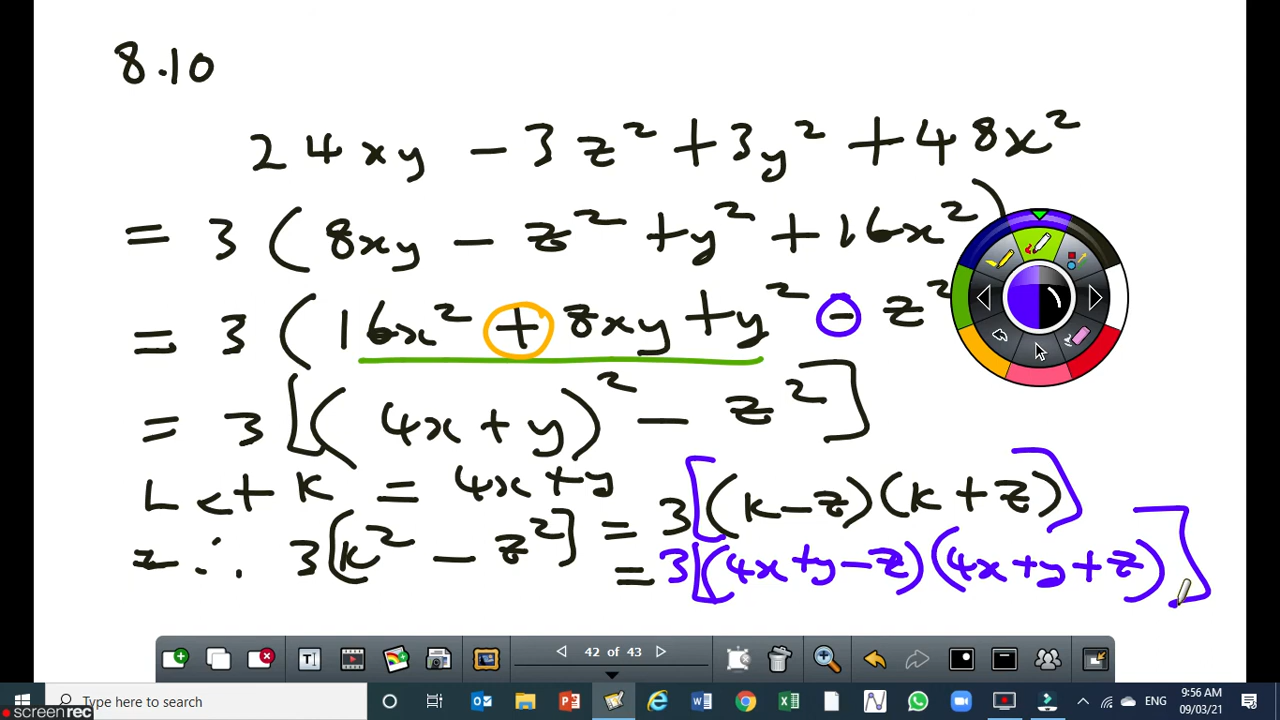 8.10
24xy - 3z² + 3y² + 48x²
= 3 (8xy - z² + y² + 16x²)
= 3 (16x² + 8xy + y² - z²
= 3 [(4x + y)² - z²]
Let K = 4x + y
∴ 3[K² - z²] = 3[(K - z)(K + z)]
= 3[(4x + y - z)(4x + y + z)]
42 of 43
Type here to search
ENG
9:56 AM
09/03/21
screenrec